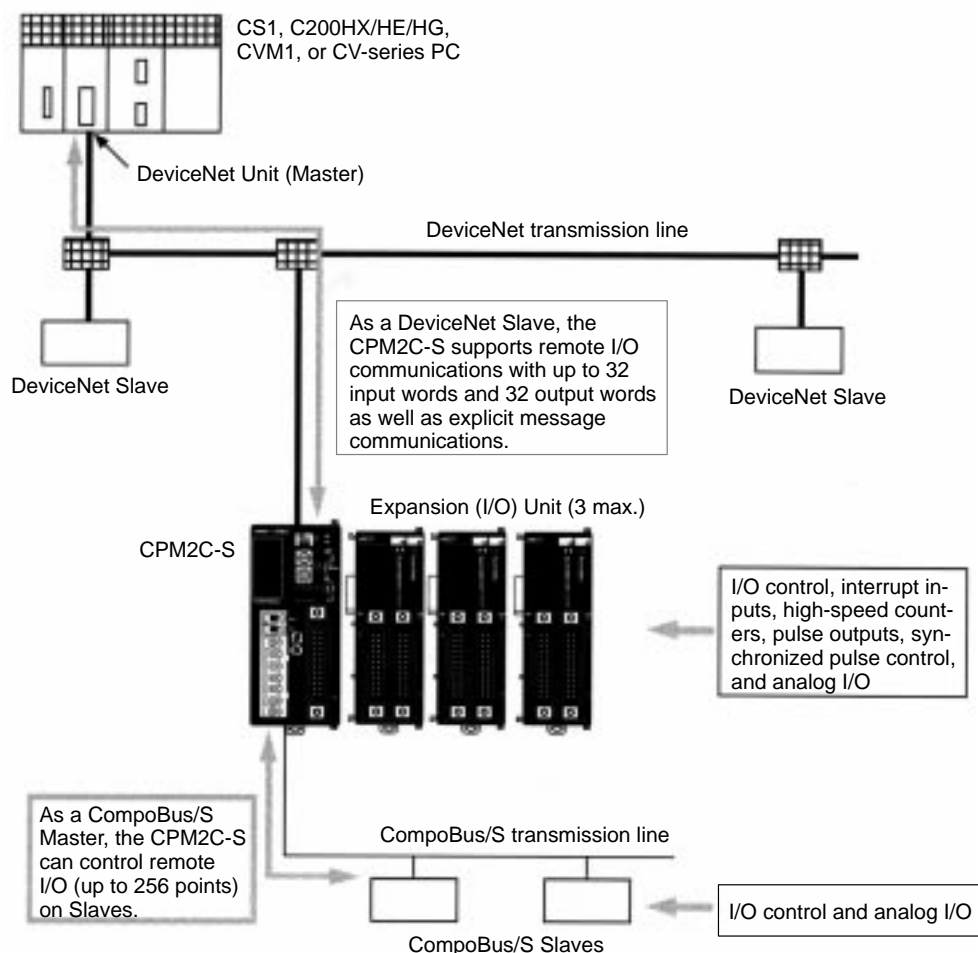 CS1, C200HX/HE/HG,
CVM1, or CV-series PC
DeviceNet Unit (Master)
DeviceNet transmission line
As a DeviceNet Slave, the
CPM2C-S supports remote I/O
communications with up to 32
input words and 32 output words
as well as explicit message
communications.
DeviceNet Slave
DeviceNet Slave
Expansion (I/O) Unit (3 max.)
CPM2C-S
I/O control, interrupt in-
puts, high-speed count-
ers, pulse outputs, syn-
chronized pulse control,
and analog I/O
As a CompoBus/S
Master, the CPM2C-S
can control remote
I/O (up to 256 points)
on Slaves.
CompoBus/S transmission line
I/O control and analog I/O
CompoBus/S Slaves